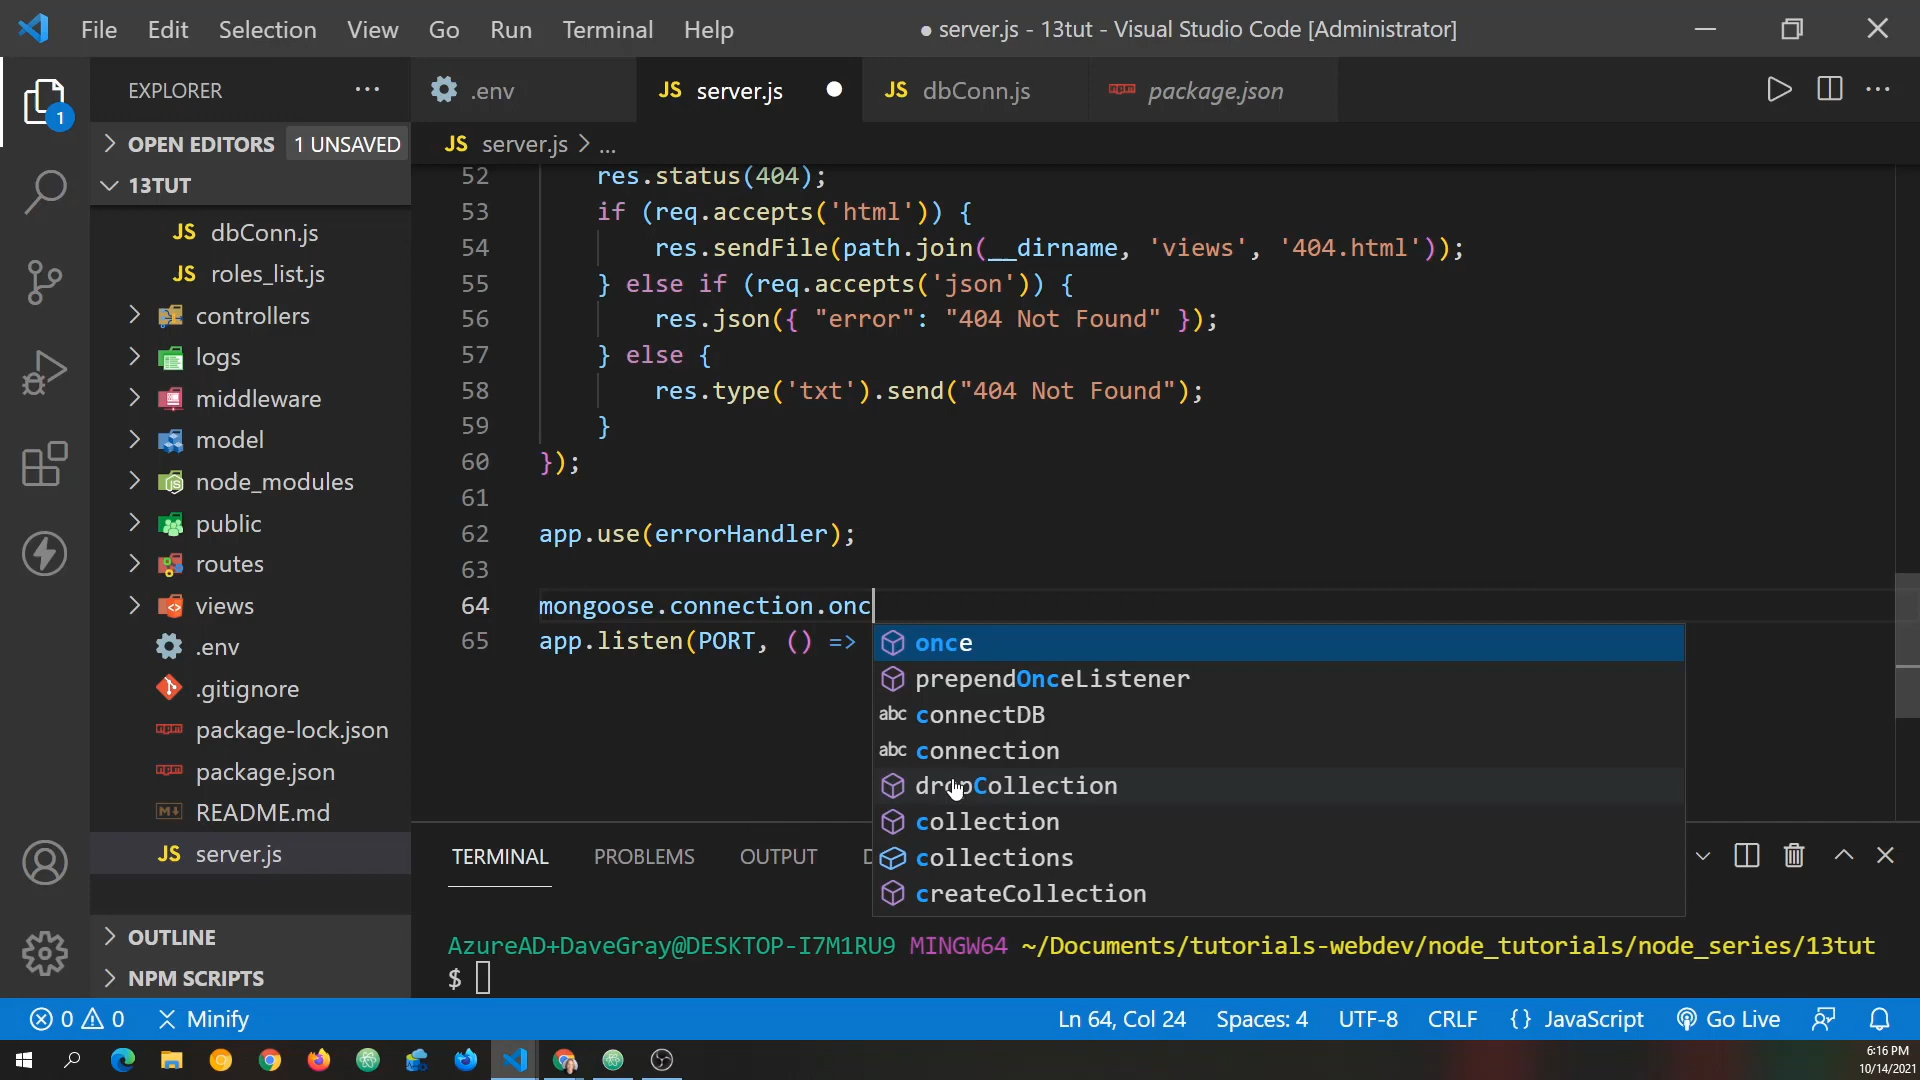 File Edit Selection View Go Run Terminal Help
● server.js - 13tut - Visual Studio Code [Administrator]
EXPLORER
.env
JS server.js
JS dbConn.js
package.json
OPEN EDITORS 1 UNSAVED
13TUT
JS server.js > ...
1
JS dbConn.js
JS roles_list.js
controllers
logs
middleware
model
node_modules
public
routes
views
.env
.gitignore
package-lock.json
package.json
README.md
JS server.js
OUTLINE
NPM SCRIPTS
52 res.status(404);
53 if (req.accepts('html')) {
54 res.sendFile(path.join(__dirname, 'views', '404.html'));
55 } else if (req.accepts('json')) {
56 res.json({ "error": "404 Not Found" });
57 } else {
58 res.type('txt').send("404 Not Found");
59 }
60 });
61
62 app.use(errorHandler);
63
64 mongoose.connection.onc
65 app.listen(PORT, () =>
once
prependOnceListener
abc connectDB
abc connection
dropCollection
collection
collections
createCollection
TERMINAL PROBLEMS OUTPUT
AzureAD+DaveGray@DESKTOP-I7M1RU9 MINGW64 ~/Documents/tutorials-webdev/node_tutorials/node_series/13tut
$
0 0 Minify
Ln 64, Col 24 Spaces: 4 UTF-8 CRLF {} JavaScript Go Live
6:16 PM
10/14/2021